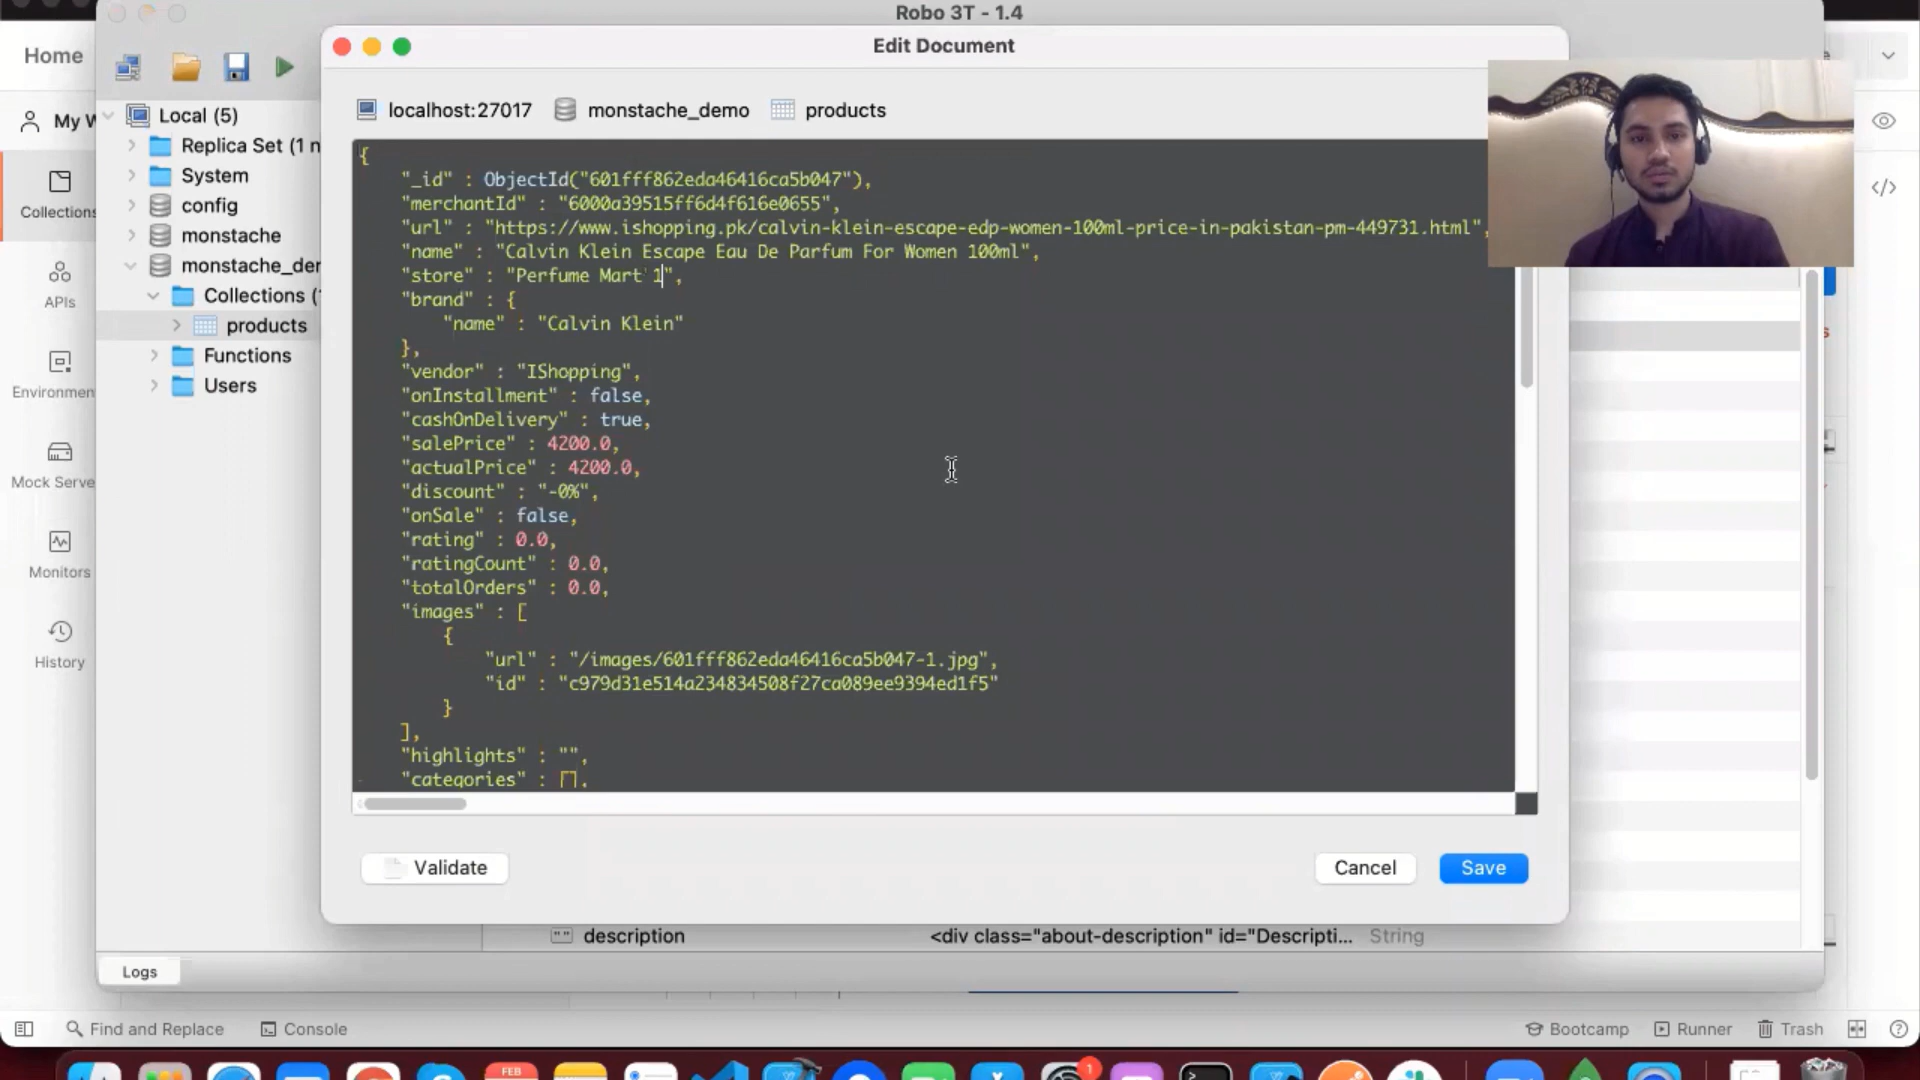 Robo 3T - 1.4
Edit Document
Home
localhost:27017
monstache_demo
products
My W
Local (5)
Replica Set (1 n
System
config
monstache
monstache_der
Collections (
products
Functions
Users
Collections
APIs
Environmen
Mock Serve
Monitors
History
{
"_id" : ObjectId("601fff862eda46416ca5b047"),
"merchantId" : "6000a39515ff6d4f616e0655",
"url" : "https://www.ishopping.pk/calvin-klein-escape-edp-women-100ml-price-in-pakistan-pm-449731.html",
"name" : "Calvin Klein Escape Eau De Parfum For Women 100ml",
"store" : "Perfume Mart 1",
"brand" : {
"name" : "Calvin Klein"
},
"vendor" : "IShopping",
"onInstallment" : false,
"cashOnDelivery" : true,
"salePrice" : 4200.0,
"actualPrice" : 4200.0,
"discount" : "-0%",
"onSale" : false,
"rating" : 0.0,
"ratingCount" : 0.0,
"totalOrders" : 0.0,
"images" : [
{
"url" : "/images/601fff862eda46416ca5b047-1.jpg",
"id" : "c979d31e514a234834508f27ca089ee9394ed1f5"
}
],
"highlights" : "",
"categories" : [],
Validate
Cancel
Save
description
<div class="about-description" id="Descripti...
String
Logs
Find and Replace
Console
Bootcamp
Runner
Trash
FEB
1